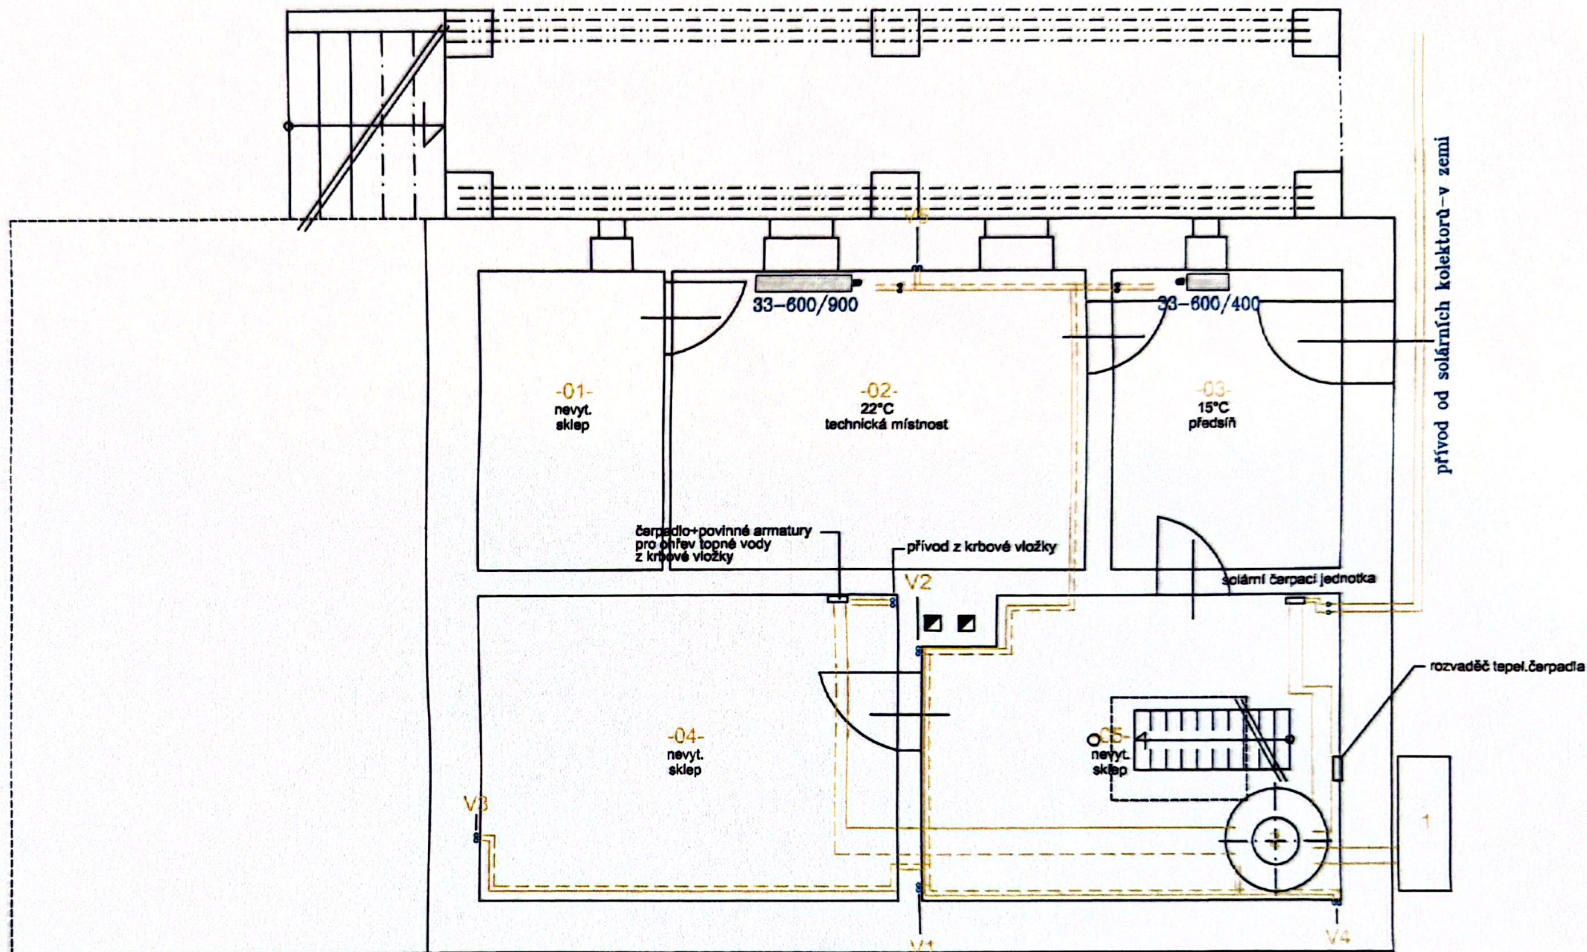 V5
33-600/900
33-600/400
přívod od solárních kolektorů-v zemi
-01-
nevyt.
sklep
-02-
22°C
technická místnost
-03-
15°C
předsíň
čerpadlo+povinné armatury
pro ohřev topné vody
z krbové vložky
přívod z krbové vložky
V2
solární čerpací jednotka
rozvaděč tepel.čerpadla
-04-
nevyt.
sklep
-05-
nevyt.
sklep
V3
1
V1
V4